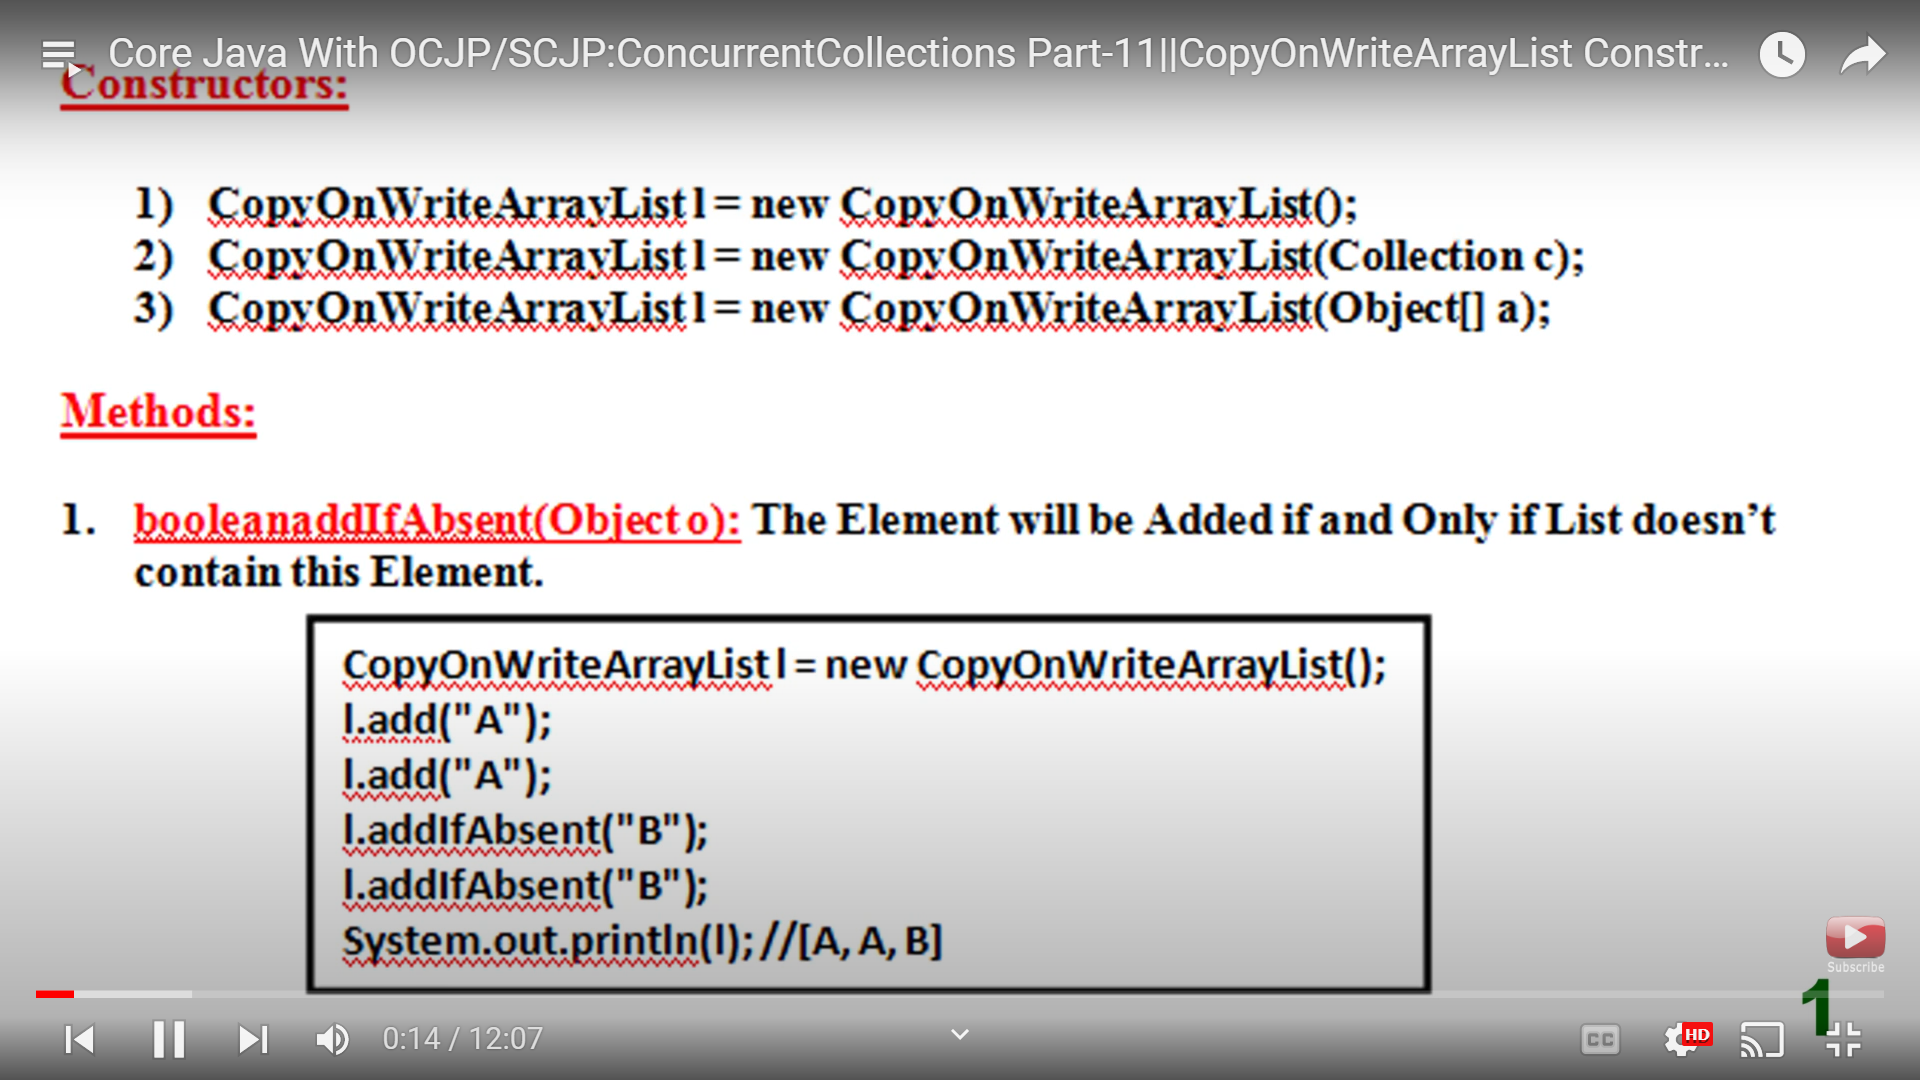 Core Java With OCJP/SCJP:ConcurrentCollections Part-11||CopyOnWriteArrayList Constr...
Constructors:
1) CopyOnWriteArrayList l = new CopyOnWriteArrayList();
2) CopyOnWriteArrayList l = new CopyOnWriteArrayList(Collection c);
3) CopyOnWriteArrayList l = new CopyOnWriteArrayList(Object[] a);
Methods:
1. booleanaddIfAbsent(Object o): The Element will be Added if and Only if List doesn’t
contain this Element.
CopyOnWriteArrayList l = new CopyOnWriteArrayList();
l.add("A");
l.add("A");
l.addIfAbsent("B");
l.addIfAbsent("B");
System.out.println(l); //[A, A, B]
Subscribe
1
0:14 / 12:07
CC
HD